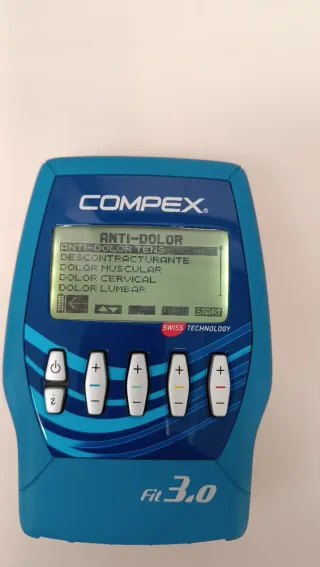 COMPEX®
ANTI-DOLOR
ANTI-DOLOR TENS
DESCONTRACTURANTE
DOLOR MUSCULAR
DOLOR CERVICAL
DOLOR LUMBAR
START
SWISS TECHNOLOGY
+ + + +
i
- - - -
Fit 3.0